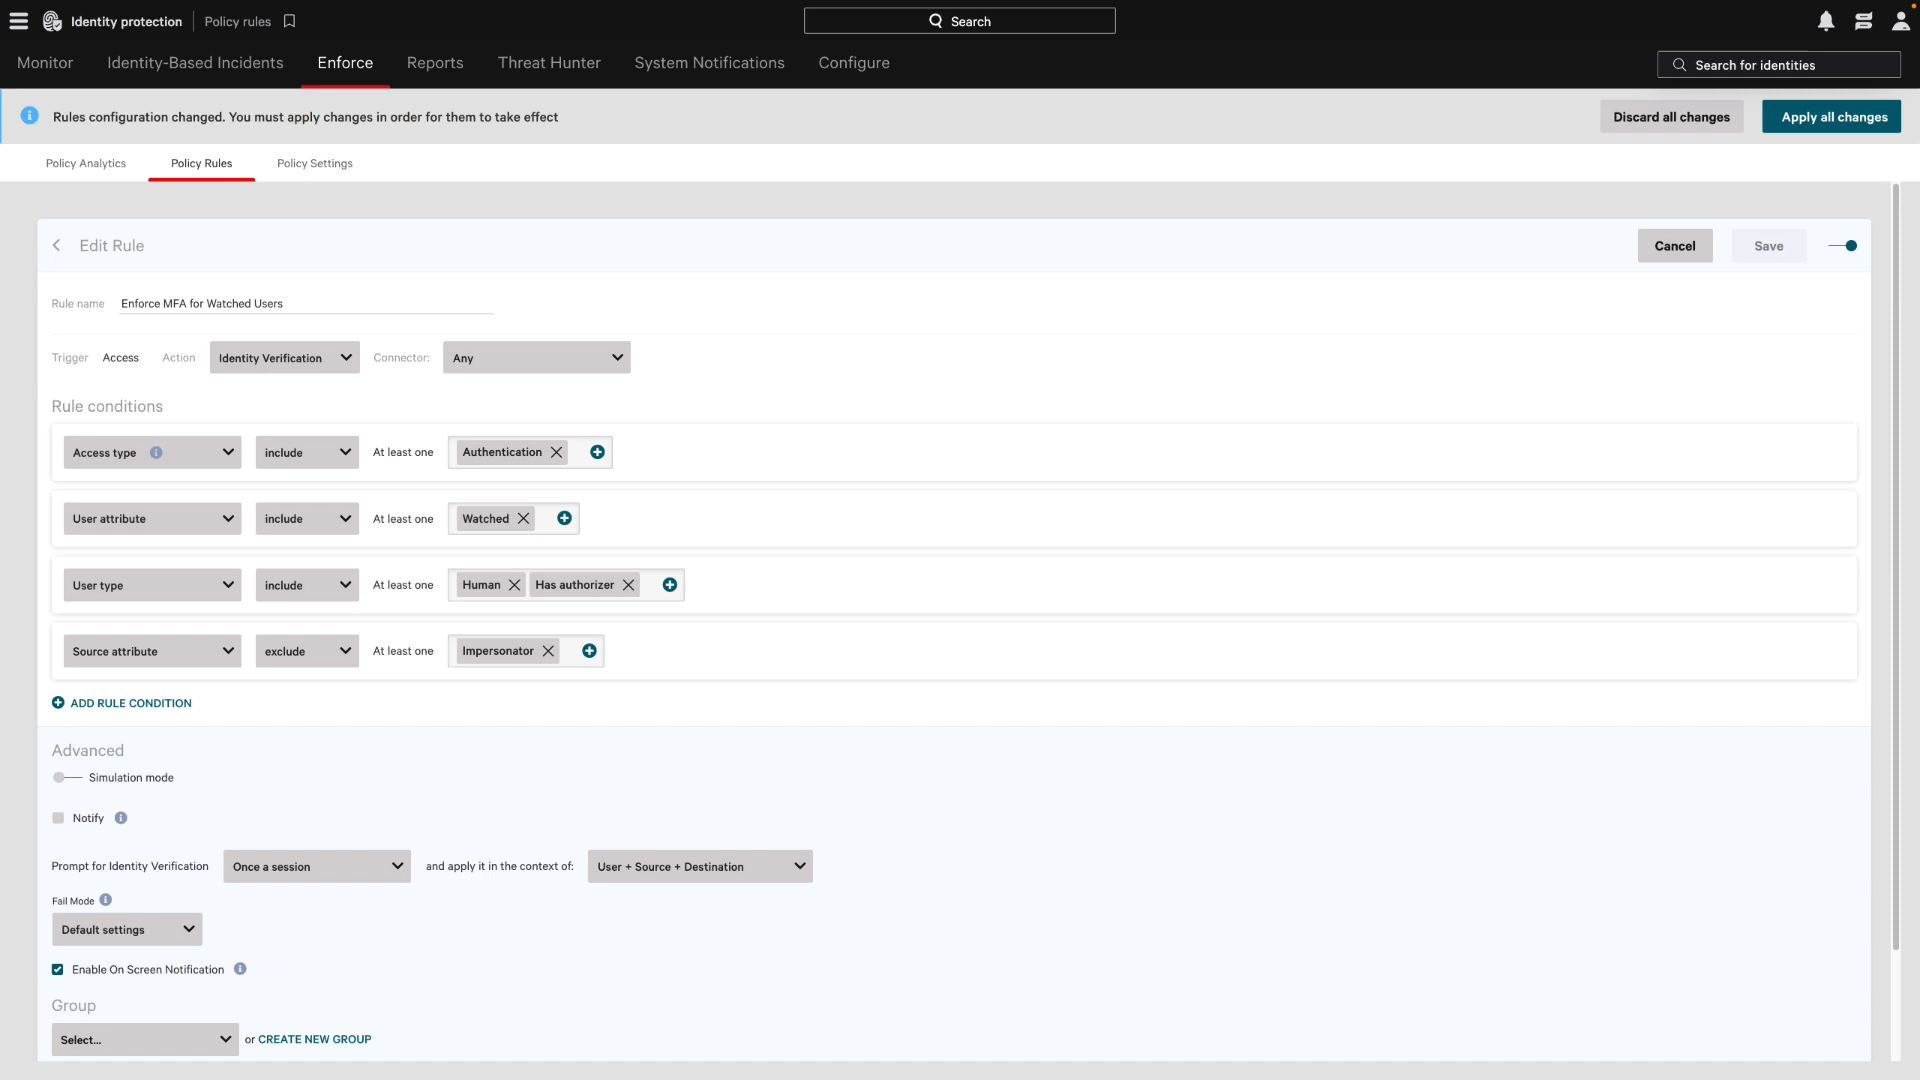 Identity protection Policy rules Search
Monitor Identity-Based Incidents Enforce Reports Threat Hunter System Notifications Configure Search for identities
Rules configuration changed. You must apply changes in order for them to take effect Discard all changes Apply all changes
Policy Analytics Policy Rules Policy Settings
Edit Rule Cancel Save
Rule name Enforce MFA for Watched Users
Trigger Access Action Identity Verification Connector: Any
Rule conditions
Access type include At least one Authentication
User attribute include At least one Watched
User type include At least one Human Has authorizer
Source attribute exclude At least one Impersonator
ADD RULE CONDITION
Advanced
Simulation mode
Notify
Prompt for Identity Verification Once a session and apply it in the context of: User + Source + Destination
Fail Mode
Default settings
Enable On Screen Notification
Group
Select... or CREATE NEW GROUP